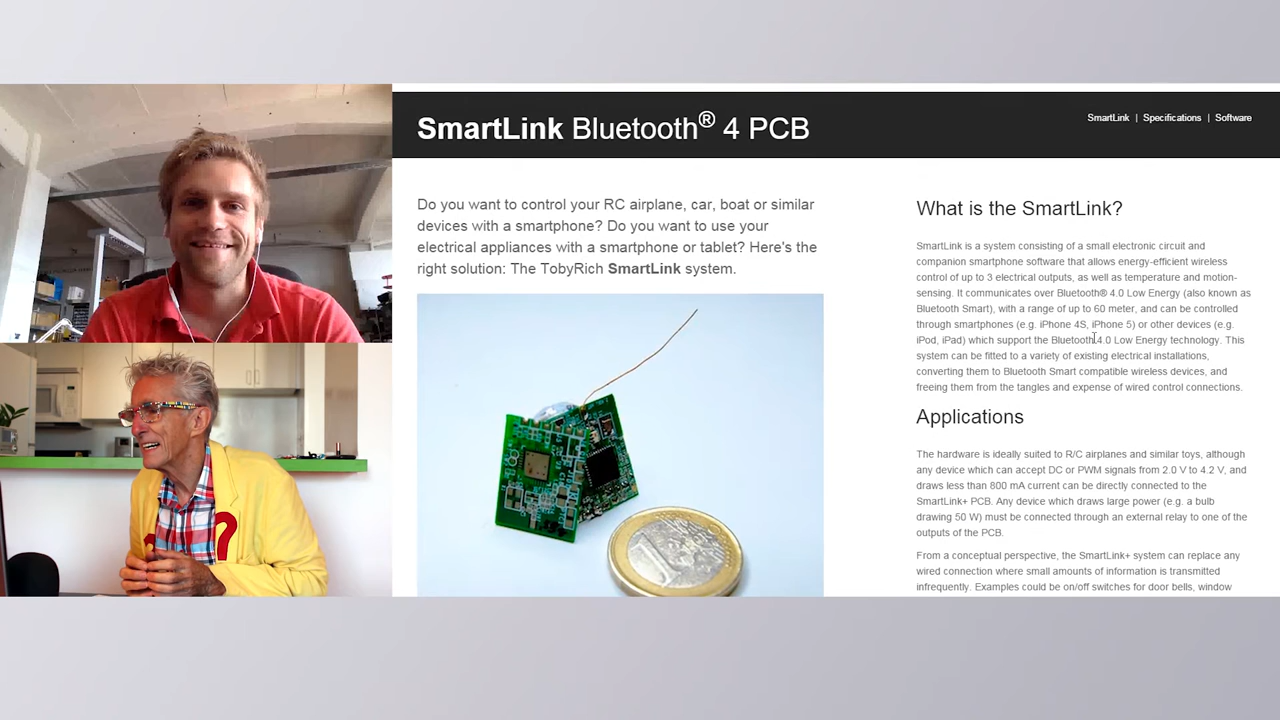 SmartLink Bluetooth® 4 PCB
SmartLink | Specifications | Software
Do you want to control your RC airplane, car, boat or similar
devices with a smartphone? Do you want to use your
electrical appliances with a smartphone or tablet? Here's the
right solution: The TobyRich SmartLink system.
What is the SmartLink?
SmartLink is a system consisting of a small electronic circuit and
companion smartphone software that allows energy-efficient wireless
control of up to 3 electrical outputs, as well as temperature and motion-
sensing. It communicates over Bluetooth® 4.0 Low Energy (also known as
Bluetooth Smart), with a range of up to 60 meter, and can be controlled
through smartphones (e.g. iPhone 4S, iPhone 5) or other devices (e.g.
iPod, iPad) which support the Bluetooth 4.0 Low Energy technology. This
system can be fitted to a variety of existing electrical installations,
converting them to Bluetooth Smart compatible wireless devices, and
freeing them from the tangles and expense of wired control connections.
Applications
The hardware is ideally suited to R/C airplanes and similar toys, although
any device which can accept DC or PWM signals from 2.0 V to 4.2 V, and
draws less than 800 mA current can be directly connected to the
SmartLink+ PCB. Any device which draws large power (e.g. a bulb
drawing 50 W) must be connected through an external relay to one of the
outputs of the PCB.
From a conceptual perspective, the SmartLink+ system can replace any
wired connection where small amounts of information is transmitted
infrequently. Examples could be on/off switches for door bells, window
1
?